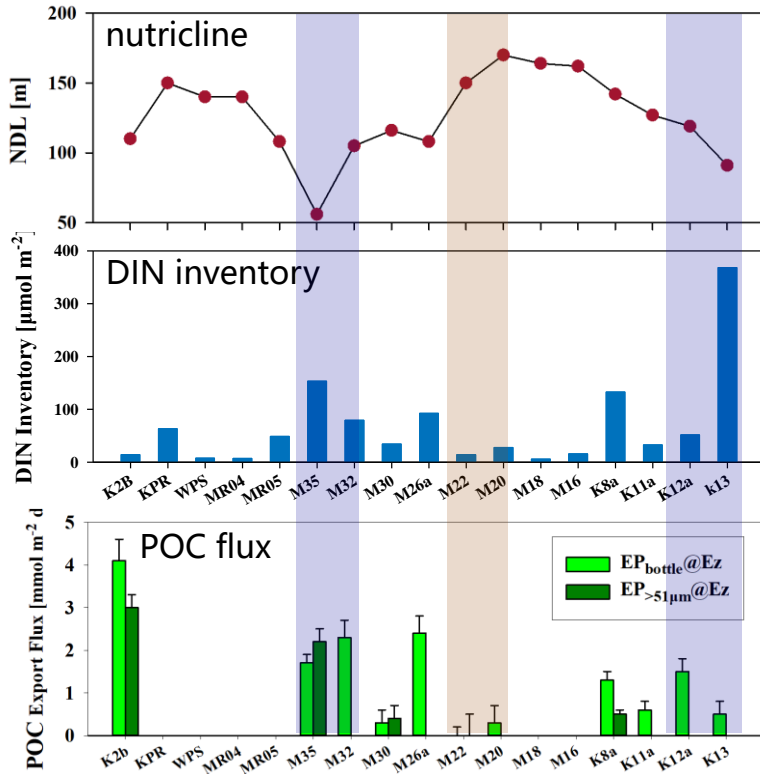 nutricline
NDL [m]
200
150
100
50
DIN inventory
DIN Inventory [µmol m⁻²]
400
300
200
100
0
K2B KPR WPS MR04 MR05 M35 M32 M30 M26a M22 M20 M18 M16 K8a K11a K12a k13
POC flux
POC Export Flux [mmol m⁻² d
5
4
3
2
1
0
EPbottle@Ez
EP>51µm@Ez
K2b KPR WPS MR04 MR05 M35 M32 M30 M26a M22 M20 M18 M16 K8a K11a K12a K13